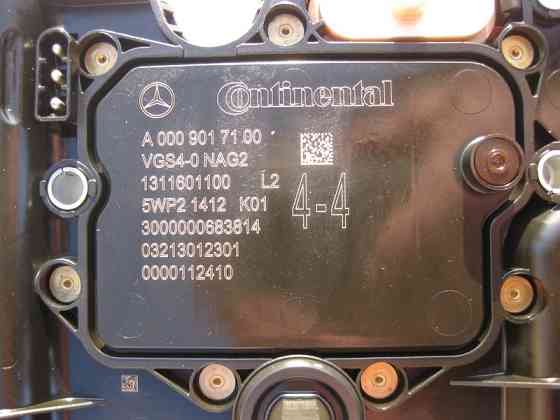 Continental
A 000 901 71 00
VGS4-0 NAG2
1311601100 L2
5WP2 1412 K01
4-4
3000000683814
03213012301
0000112410